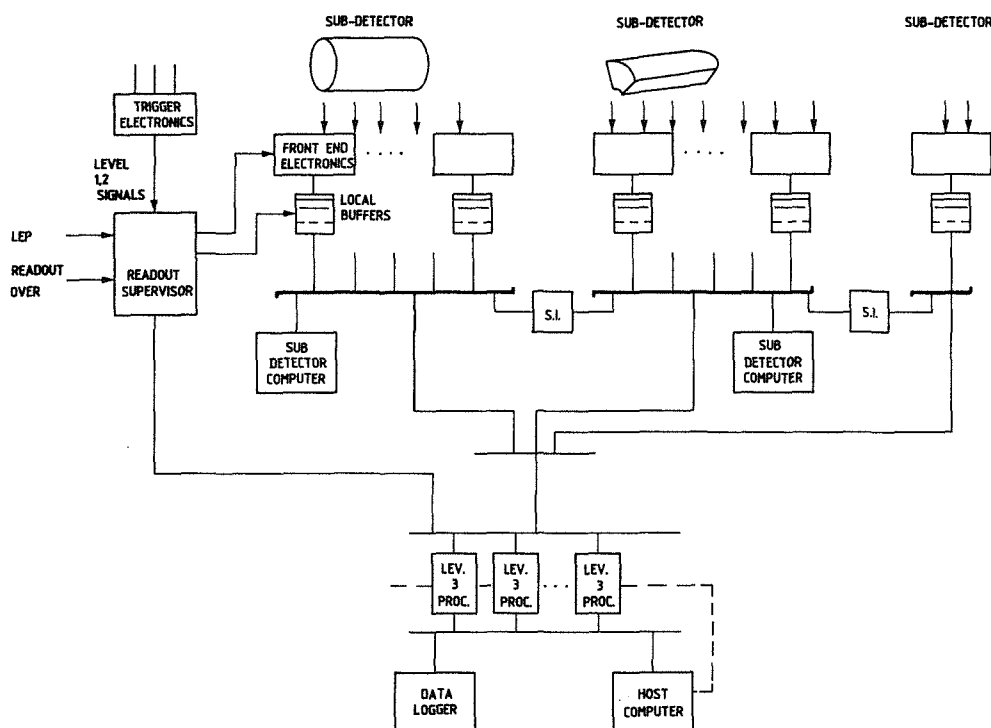 SUB-DETECTOR
SUB-DETECTOR
SUB-DETECTOR
TRIGGER
ELECTRONICS
LEVEL
1,2
SIGNALS
FRONT END
ELECTRONICS
. . . .
. . . .
LOCAL
BUFFERS
LEP
READOUT
OVER
READOUT
SUPERVISOR
S.I.
S.I.
SUB
DETECTOR
COMPUTER
SUB
DETECTOR
COMPUTER
LEV.
3
PROC.
LEV.
3
PROC.
. . .
LEV.
3
PROC.
DATA
LOGGER
HOST
COMPUTER